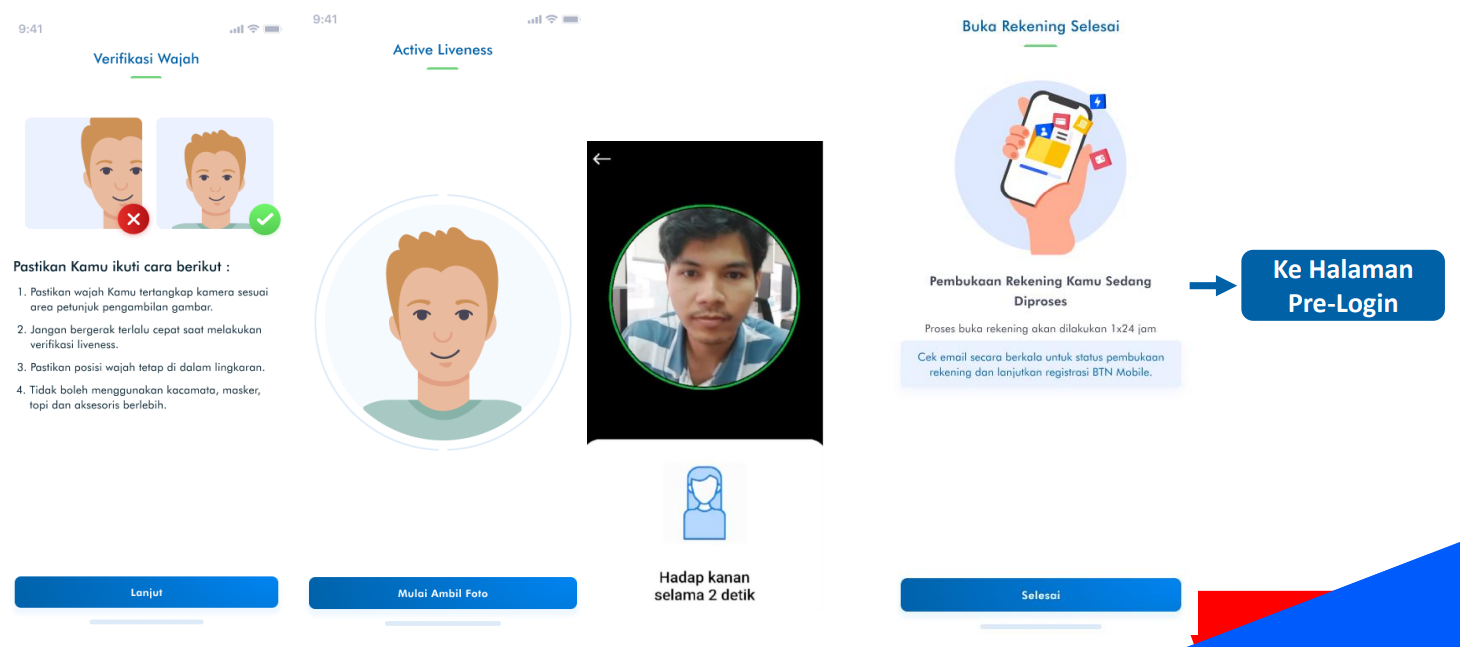 9:41
Verifikasi Wajah
Pastikan Kamu ikuti cara berikut :
1. Pastikan wajah Kamu tertangkap kamera sesuai
area petunjuk pengambilan gambar.
2. Jangan bergerak terlalu cepat saat melakukan
verifikasi liveness.
3. Pastikan posisi wajah tetap di dalam lingkaran.
4. Tidak boleh menggunakan kacamata, masker,
topi dan aksesoris berlebih.
Lanjut
9:41
Active Liveness
Mulai Ambil Foto
Hadap kanan
selama 2 detik
Buka Rekening Selesai
Pembukaan Rekening Kamu Sedang
Diproses
Proses buka rekening akan dilakukan 1x24 jam
Cek email secara berkala untuk status pembukaan
rekening dan lanjutkan registrasi BTN Mobile.
Selesai
Ke Halaman
Pre-Login